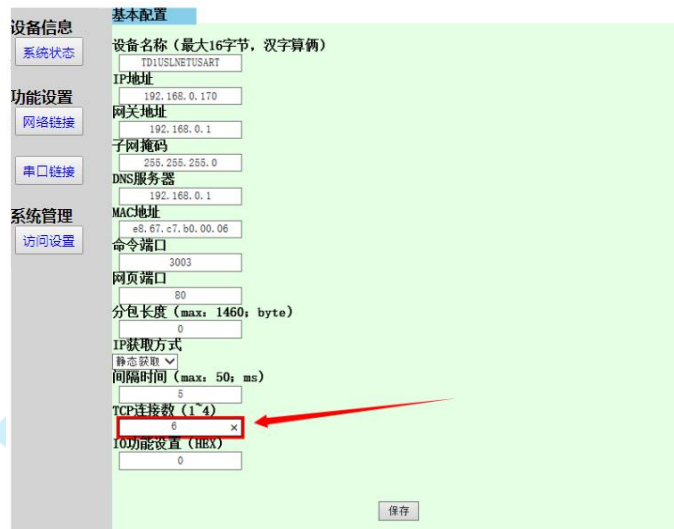 设备信息
系统状态
功能设置
网络链接
串口链接
系统管理
访问设置
基本配置
设备名称（最大16字节，汉字算俩）
TD1USLNETUSART
IP地址
192.168.0.170
网关地址
192.168.0.1
子网掩码
255.255.255.0
DNS服务器
192.168.0.1
MAC地址
e8.67.c7.b0.00.06
命令端口
3003
网页端口
80
分包长度（max：1460；byte）
0
IP获取方式
静态获取
间隔时间（max：50；ms）
5
TCP连接数（1~4）
6 ×
IO功能设置（HEX）
0
保存